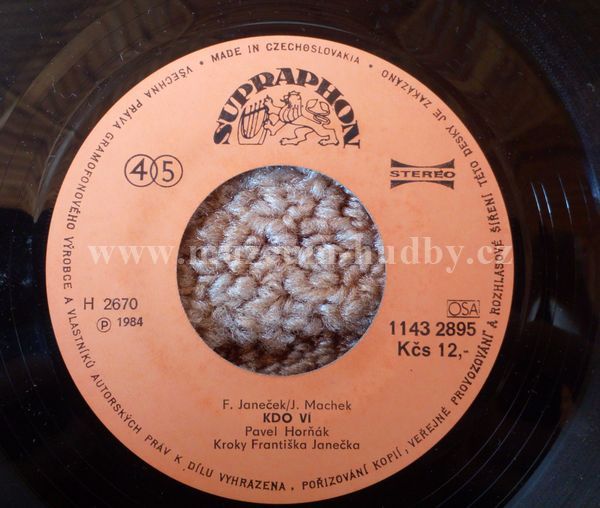 • MADE IN CZECHOSLOVAKIA •
VŠECHNA PRÁVA GRAMOFONOVÉHO VÝROBCE A VLASTNÍKŮ AUTORSKÝCH PRÁV K DÍLU VYHRAZENA. POŘIZOVÁNÍ KOPIÍ, VEŘEJNÉ PROVOZOVÁNÍ A ROZHLASOVÉ ŠÍŘENÍ TÉTO DESKY JE ZAKÁZÁNO
SUPRAPHON
45
STEREO
www.muzeum-hudby.cz
H 2670
℗ 1984
OSA
1143 2895
Kčs 12,-
F. Janeček/J. Machek
KDO VÍ
Pavel Horňák
Kroky Františka Janečka